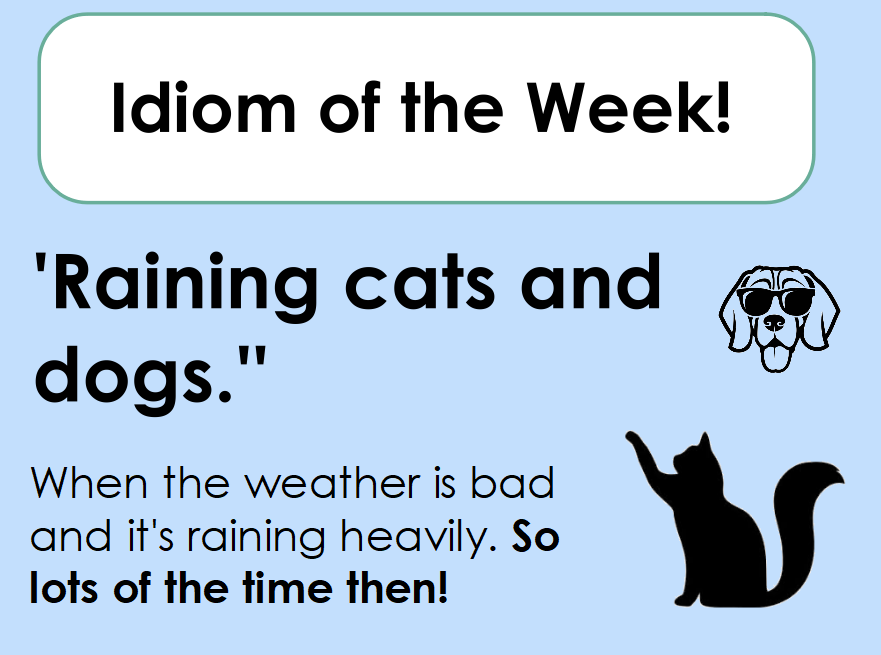 Idiom of the Week!
'Raining cats and
dogs."
When the weather is bad
and it's raining heavily. So
lots of the time then!